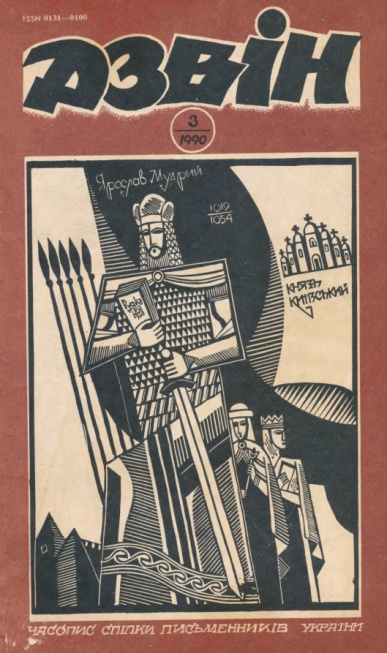 ISSN 0131—0100
ДЗВІН
3
1990
Ярослав Мудрий
1019
1054
КНЯЗЬ
КИЇВСЬКИЙ
ЧАСОПИС СПІЛКИ ПИСЬМЕННИКІВ УКРАЇНИ